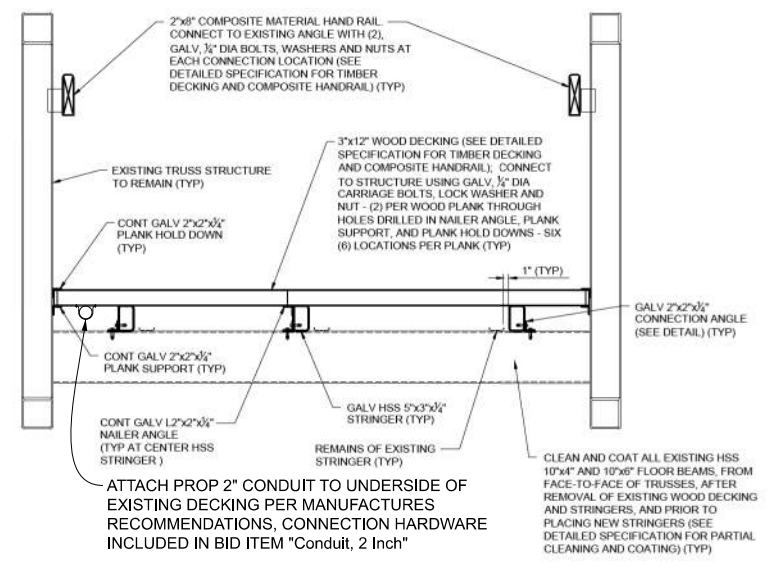 2"x8" COMPOSITE MATERIAL HAND RAIL.
CONNECT TO EXISTING ANGLE WITH (2),
GALV, ¼" DIA BOLTS, WASHERS AND NUTS AT
EACH CONNECTION LOCATION (SEE
DETAILED SPECIFICATION FOR TIMBER
DECKING AND COMPOSITE HANDRAIL) (TYP)
3"x12" WOOD DECKING (SEE DETAILED
SPECIFICATION FOR TIMBER DECKING
AND COMPOSITE HANDRAIL); CONNECT
TO STRUCTURE USING GALV, ½" DIA
CARRIAGE BOLTS, LOCK WASHER AND
NUT - (2) PER WOOD PLANK THROUGH
HOLES DRILLED IN NAILER ANGLE, PLANK
SUPPORT, AND PLANK HOLD DOWNS - SIX
(6) LOCATIONS PER PLANK (TYP)
EXISTING TRUSS STRUCTURE
TO REMAIN (TYP)
CONT GALV 2"x2"x¼"
PLANK HOLD DOWN
(TYP)
1" (TYP)
GALV 2"x2"x¼"
CONNECTION ANGLE
(SEE DETAIL) (TYP)
CONT GALV 2"x2"x¼"
PLANK SUPPORT (TYP)
CONT GALV L2"x2"x¼"
NAILER ANGLE
(TYP AT CENTER HSS
STRINGER )
GALV HSS 5"x3"x¼"
STRINGER (TYP)
REMAINS OF EXISTING
STRINGER (TYP)
CLEAN AND COAT ALL EXISTING HSS
10"x4" AND 10"x6" FLOOR BEAMS, FROM
FACE-TO-FACE OF TRUSSES, AFTER
REMOVAL OF EXISTING WOOD DECKING
AND STRINGERS, AND PRIOR TO
PLACING NEW STRINGERS (SEE
DETAILED SPECIFICATION FOR PARTIAL
CLEANING AND COATING) (TYP)
ATTACH PROP 2" CONDUIT TO UNDERSIDE OF
EXISTING DECKING PER MANUFACTURES
RECOMMENDATIONS, CONNECTION HARDWARE
INCLUDED IN BID ITEM "Conduit, 2 Inch"